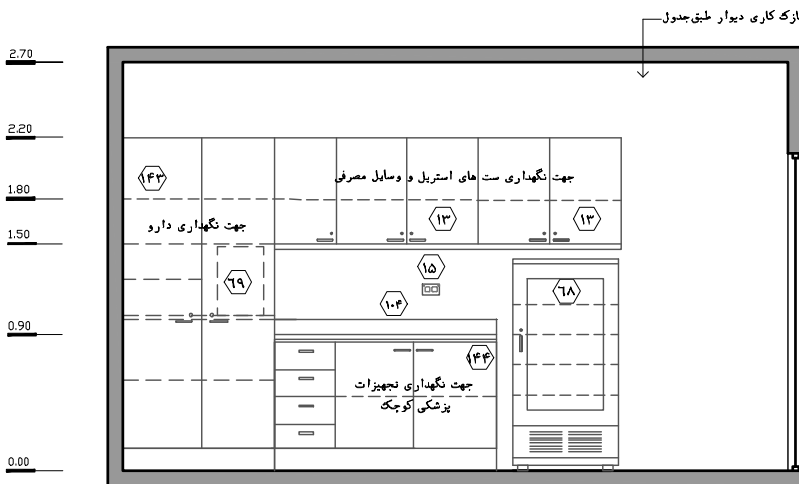 نازک کاری دیوار طبق جدول
2.70
2.20
1.80
1.50
0.90
0.00
۱۴۳
جهت نگهداری ست های استریل و وسایل مصرفی
جهت نگهداری دارو
۱۳
۱۳
۱۵
۶۹
۶۸
۱۰۴
۱۴۴
جهت نگهداری تجهیزات
پزشکی کوچک